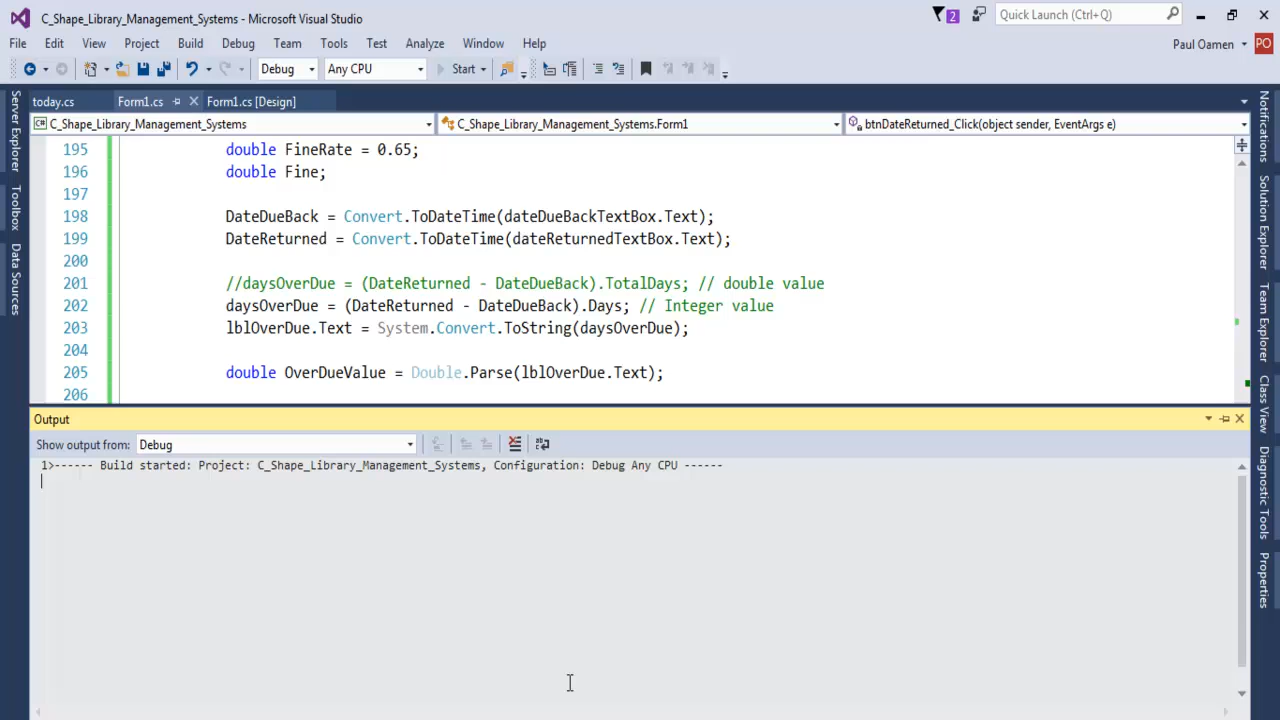 C_Shape_Library_Management_Systems - Microsoft Visual Studio
2
Quick Launch (Ctrl+Q)
File Edit View Project Build Debug Team Tools Test Analyze Window Help
Paul Oamen
PO
Debug Any CPU Start
today.cs Form1.cs Form1.cs [Design]
C# C_Shape_Library_Management_Systems C_Shape_Library_Management_Systems.Form1 btnDateReturned_Click(object sender, EventArgs e)
195 double FineRate = 0.65;
196 double Fine;
197
198 DateDueBack = Convert.ToDateTime(dateDueBackTextBox.Text);
199 DateReturned = Convert.ToDateTime(dateReturnedTextBox.Text);
200
201 //daysOverDue = (DateReturned - DateDueBack).TotalDays; // double value
202 daysOverDue = (DateReturned - DateDueBack).Days; // Integer value
203 lblOverDue.Text = System.Convert.ToString(daysOverDue);
204
205 double OverDueValue = Double.Parse(lblOverDue.Text);
206
Output
Show output from: Debug
1>------ Build started: Project: C_Shape_Library_Management_Systems, Configuration: Debug Any CPU ------
Server Explorer
Toolbox
Data Sources
Notifications
Solution Explorer
Team Explorer
Class View
Diagnostic Tools
Properties